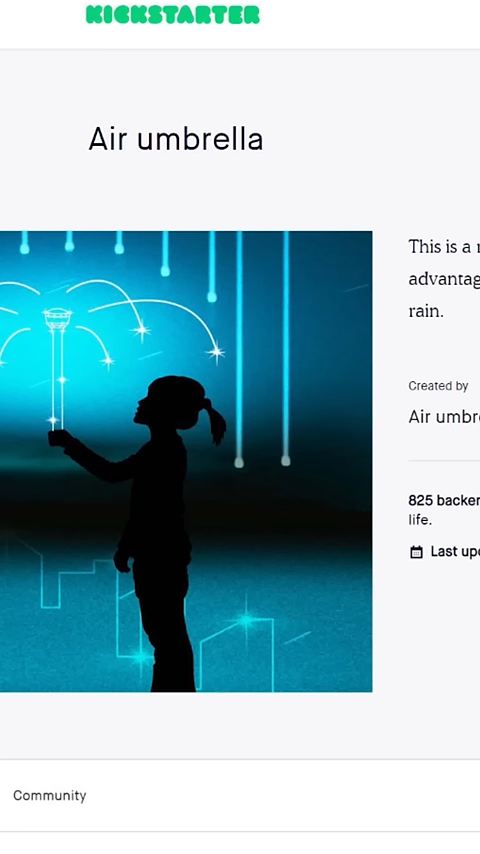 KICKSTARTER
Air umbrella
This is a
advantag
rain.
Created by
Air umbr
825 backer
life.
Last up
Community